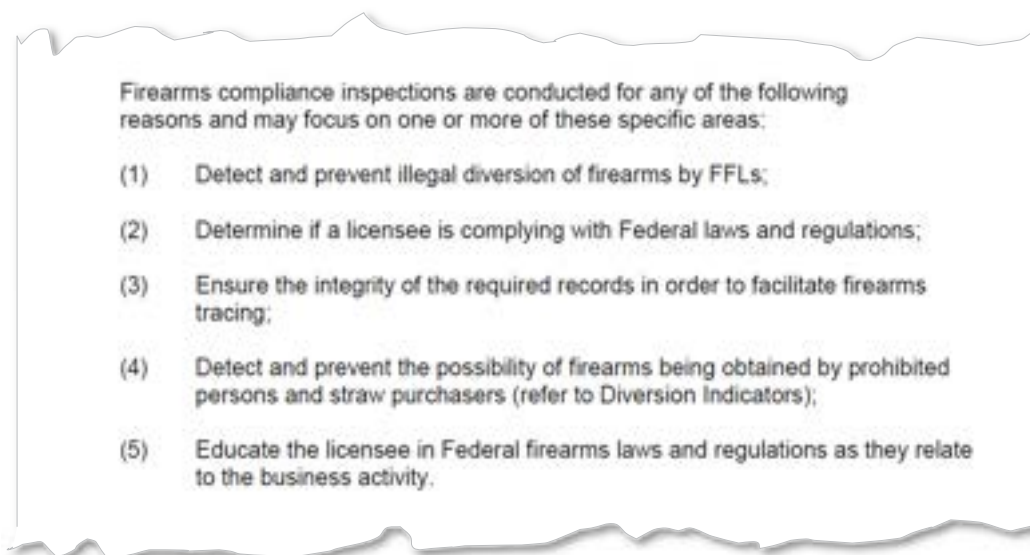 Firearms compliance inspections are conducted for any of the following
reasons and may focus on one or more of these specific areas:
(1) Detect and prevent illegal diversion of firearms by FFLs;
(2) Determine if a licensee is complying with Federal laws and regulations;
(3) Ensure the integrity of the required records in order to facilitate firearms
tracing;
(4) Detect and prevent the possibility of firearms being obtained by prohibited
persons and straw purchasers (refer to Diversion Indicators);
(5) Educate the licensee in Federal firearms laws and regulations as they relate
to the business activity.